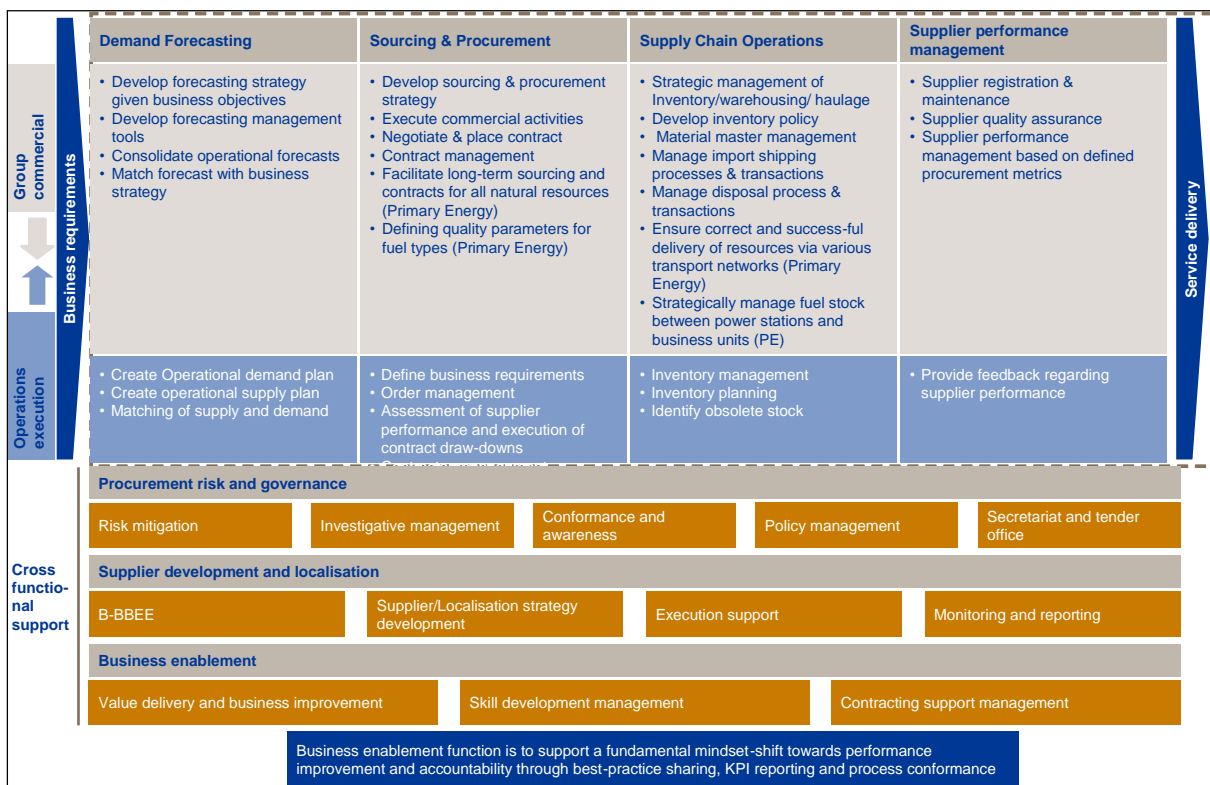 Demand Forecasting
Sourcing & Procurement
Supply Chain Operations
Supplier performance
management
Group
commercial
Business requirements
• Develop forecasting strategy
given business objectives
• Develop forecasting management
tools
• Consolidate operational forecasts
• Match forecast with business
strategy
• Develop sourcing & procurement
strategy
• Execute commercial activities
• Negotiate & place contract
• Contract management
• Facilitate long-term sourcing and
contracts for all natural resources
(Primary Energy)
• Defining quality parameters for
fuel types (Primary Energy)
• Strategic management of
Inventory/warehousing/ haulage
• Develop inventory policy
• Material master management
• Manage import shipping
processes & transactions
• Manage disposal process &
transactions
• Ensure correct and success-ful
delivery of resources via various
transport networks (Primary
Energy)
• Strategically manage fuel stock
between power stations and
business units (PE)
• Supplier registration &
maintenance
• Supplier quality assurance
• Supplier performance
management based on defined
procurement metrics
Service delivery
Operations
execution
• Create Operational demand plan
• Create operational supply plan
• Matching of supply and demand
• Define business requirements
• Order management
• Assessment of supplier
performance and execution of
contract draw-downs
• Inventory management
• Inventory planning
• Identify obsolete stock
• Provide feedback regarding
supplier performance
Cross
functio-
nal
support
Procurement risk and governance
Risk mitigation
Investigative management
Conformance and
awareness
Policy management
Secretariat and tender
office
Supplier development and localisation
B-BBEE
Supplier/Localisation strategy
development
Execution support
Monitoring and reporting
Business enablement
Value delivery and business improvement
Skill development management
Contracting support management
Business enablement function is to support a fundamental mindset-shift towards performance
improvement and accountability through best-practice sharing, KPI reporting and process conformance